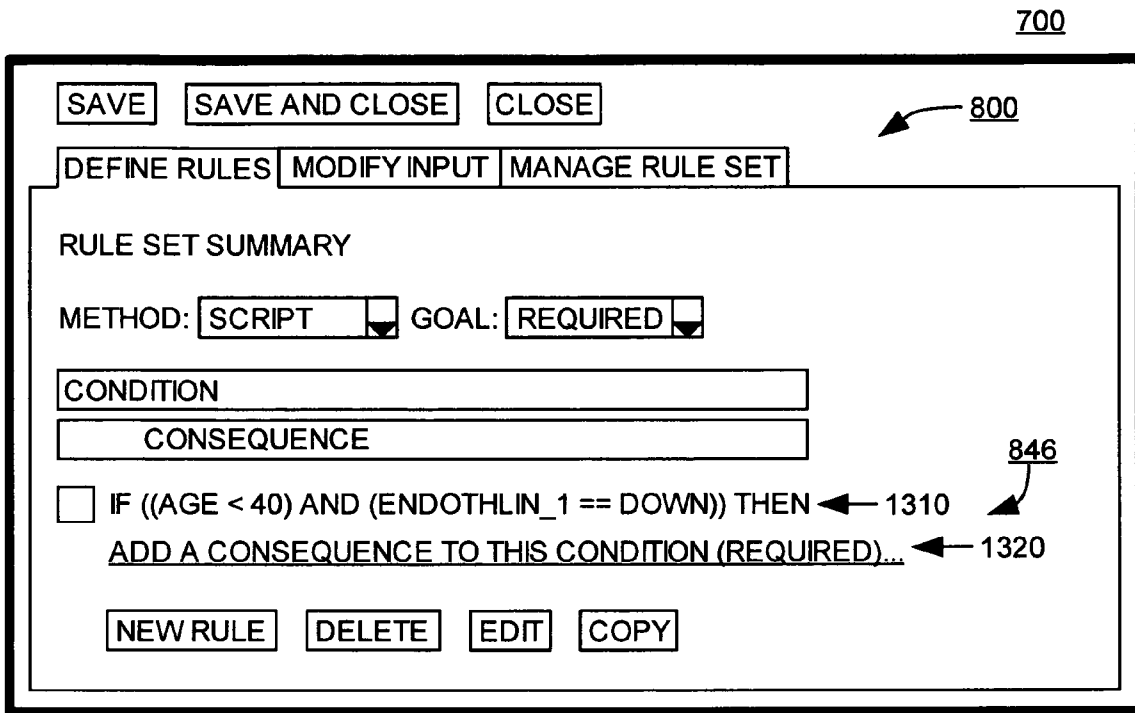 700
SAVE SAVE AND CLOSE CLOSE
800
DEFINE RULES MODIFY INPUT MANAGE RULE SET
RULE SET SUMMARY
METHOD: SCRIPT GOAL: REQUIRED
CONDITION
CONSEQUENCE
846
IF ((AGE < 40) AND (ENDOTHLIN_1 == DOWN)) THEN 1310
ADD A CONSEQUENCE TO THIS CONDITION (REQUIRED)... 1320
NEW RULE DELETE EDIT COPY